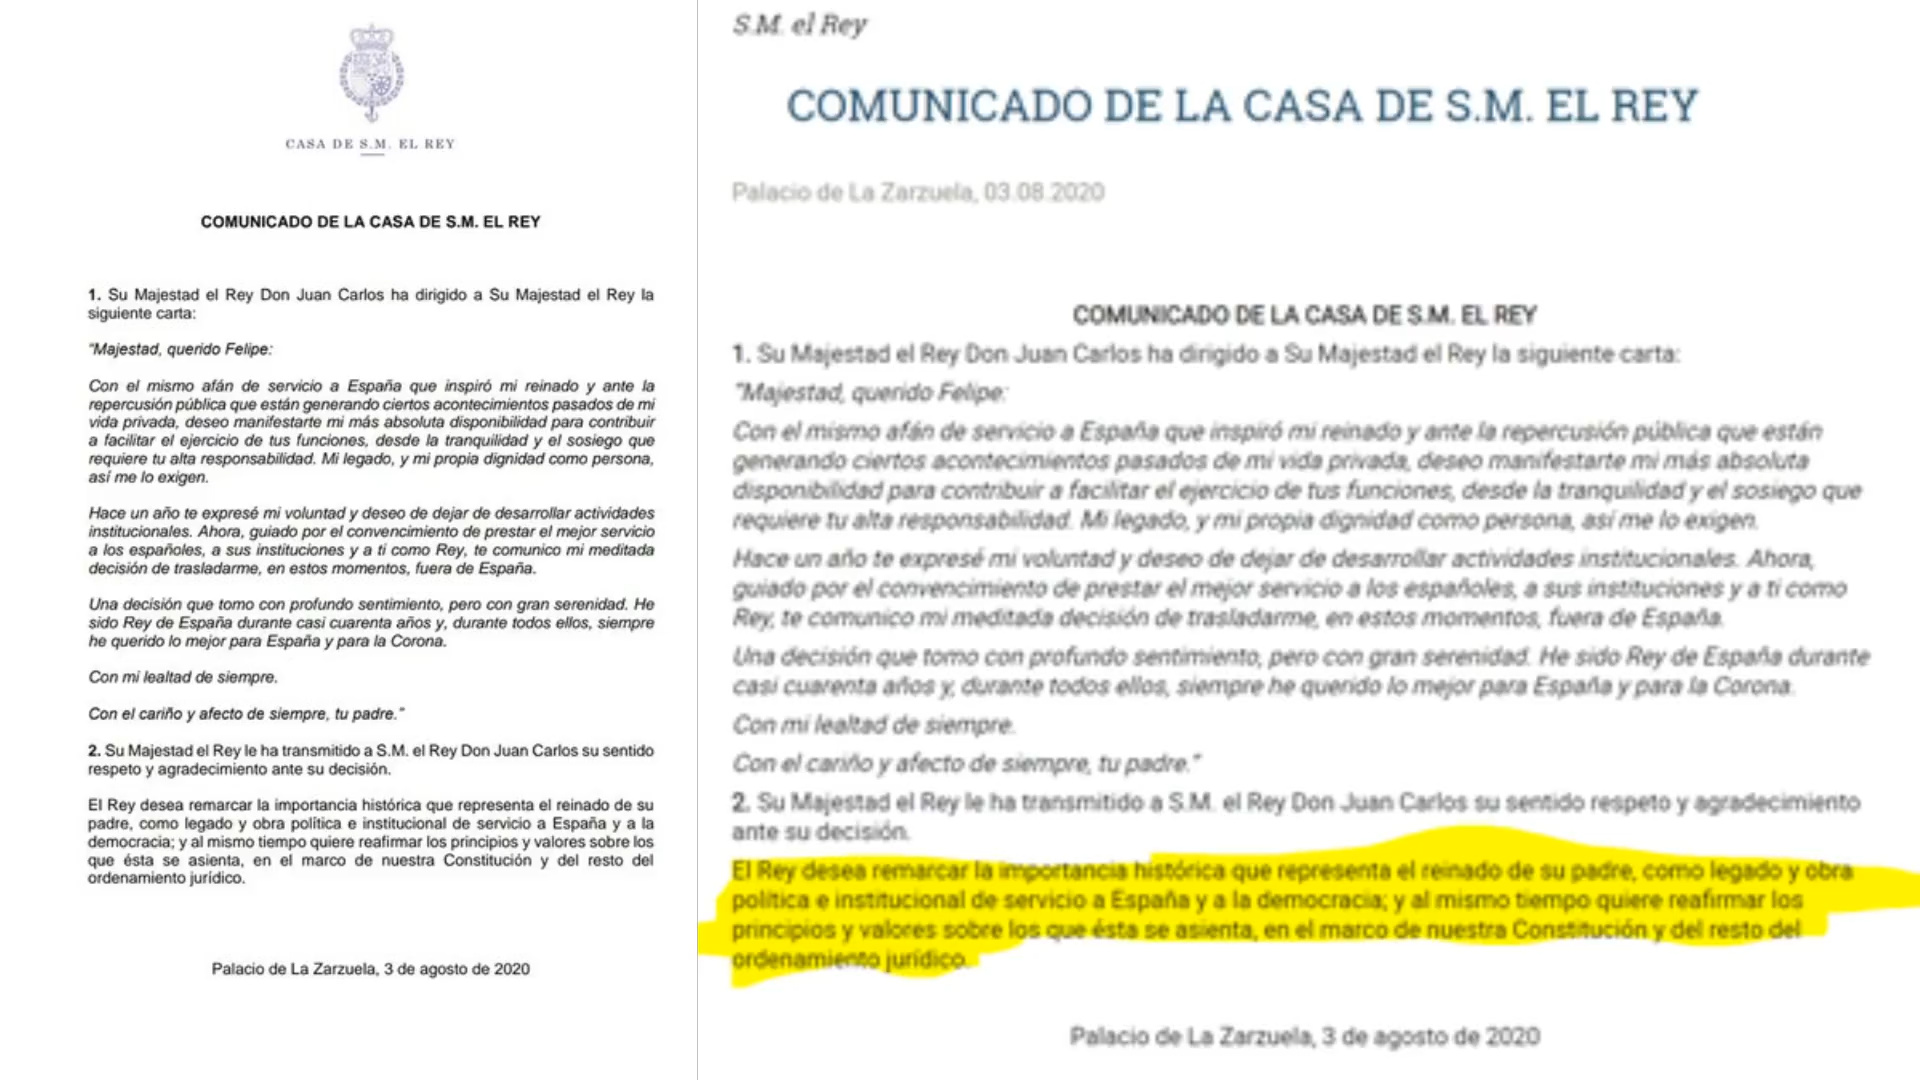 CASA DE S.M. EL REY
COMUNICADO DE LA CASA DE S.M. EL REY
1. Su Majestad el Rey Don Juan Carlos ha dirigido a Su Majestad el Rey la
siguiente carta:
“Majestad, querido Felipe:
Con el mismo afán de servicio a España que inspiró mi reinado y ante la
repercusión pública que están generando ciertos acontecimientos pasados de mi
vida privada, deseo manifestarte mi más absoluta disponibilidad para contribuir
a facilitar el ejercicio de tus funciones, desde la tranquilidad y el sosiego que
requiere tu alta responsabilidad. Mi legado, y mi propia dignidad como persona,
así me lo exigen.
Hace un año te expresé mi voluntad y deseo de dejar de desarrollar actividades
institucionales. Ahora, guiado por el convencimiento de prestar el mejor servicio
a los españoles, a sus instituciones y a ti como Rey, te comunico mi meditada
decisión de trasladarme, en estos momentos, fuera de España.
Una decisión que tomo con profundo sentimiento, pero con gran serenidad. He
sido Rey de España durante casi cuarenta años y, durante todos ellos, siempre
he querido lo mejor para España y para la Corona.
Con mi lealtad de siempre.
Con el cariño y afecto de siempre, tu padre.”
2. Su Majestad el Rey le ha transmitido a S.M. el Rey Don Juan Carlos su sentido
respeto y agradecimiento ante su decisión.
El Rey desea remarcar la importancia histórica que representa el reinado de su
padre, como legado y obra política e institucional de servicio a España y a la
democracia; y al mismo tiempo quiere reafirmar los principios y valores sobre los
que ésta se asienta, en el marco de nuestra Constitución y del resto del
ordenamiento jurídico.
Palacio de La Zarzuela, 3 de agosto de 2020
S.M. el Rey
COMUNICADO DE LA CASA DE S.M. EL REY
Palacio de La Zarzuela, 03.08.2020
COMUNICADO DE LA CASA DE S.M. EL REY
1. Su Majestad el Rey Don Juan Carlos ha dirigido a Su Majestad el Rey la siguiente carta:
“Majestad, querido Felipe:
Con el mismo afán de servicio a España que inspiró mi reinado y ante la repercusión pública que están
generando ciertos acontecimientos pasados de mi vida privada, deseo manifestarte mi más absoluta
disponibilidad para contribuir a facilitar el ejercicio de tus funciones, desde la tranquilidad y el sosiego que
requiere tu alta responsabilidad. Mi legado, y mi propia dignidad como persona, así me lo exigen.
Hace un año te expresé mi voluntad y deseo de dejar de desarrollar actividades institucionales. Ahora,
guiado por el convencimiento de prestar el mejor servicio a los españoles, a sus instituciones y a ti como
Rey, te comunico mi meditada decisión de trasladarme, en estos momentos, fuera de España.
Una decisión que tomo con profundo sentimiento, pero con gran serenidad. He sido Rey de España durante
casi cuarenta años y, durante todos ellos, siempre he querido lo mejor para España y para la Corona.
Con mi lealtad de siempre.
Con el cariño y afecto de siempre, tu padre.”
2. Su Majestad el Rey le ha transmitido a S.M. el Rey Don Juan Carlos su sentido respeto y agradecimiento
ante su decisión.
El Rey desea remarcar la importancia histórica que representa el reinado de su padre, como legado y obra
política e institucional de servicio a España y a la democracia; y al mismo tiempo quiere reafirmar los
principios y valores sobre los que ésta se asienta, en el marco de nuestra Constitución y del resto del
ordenamiento jurídico.
Palacio de La Zarzuela, 3 de agosto de 2020